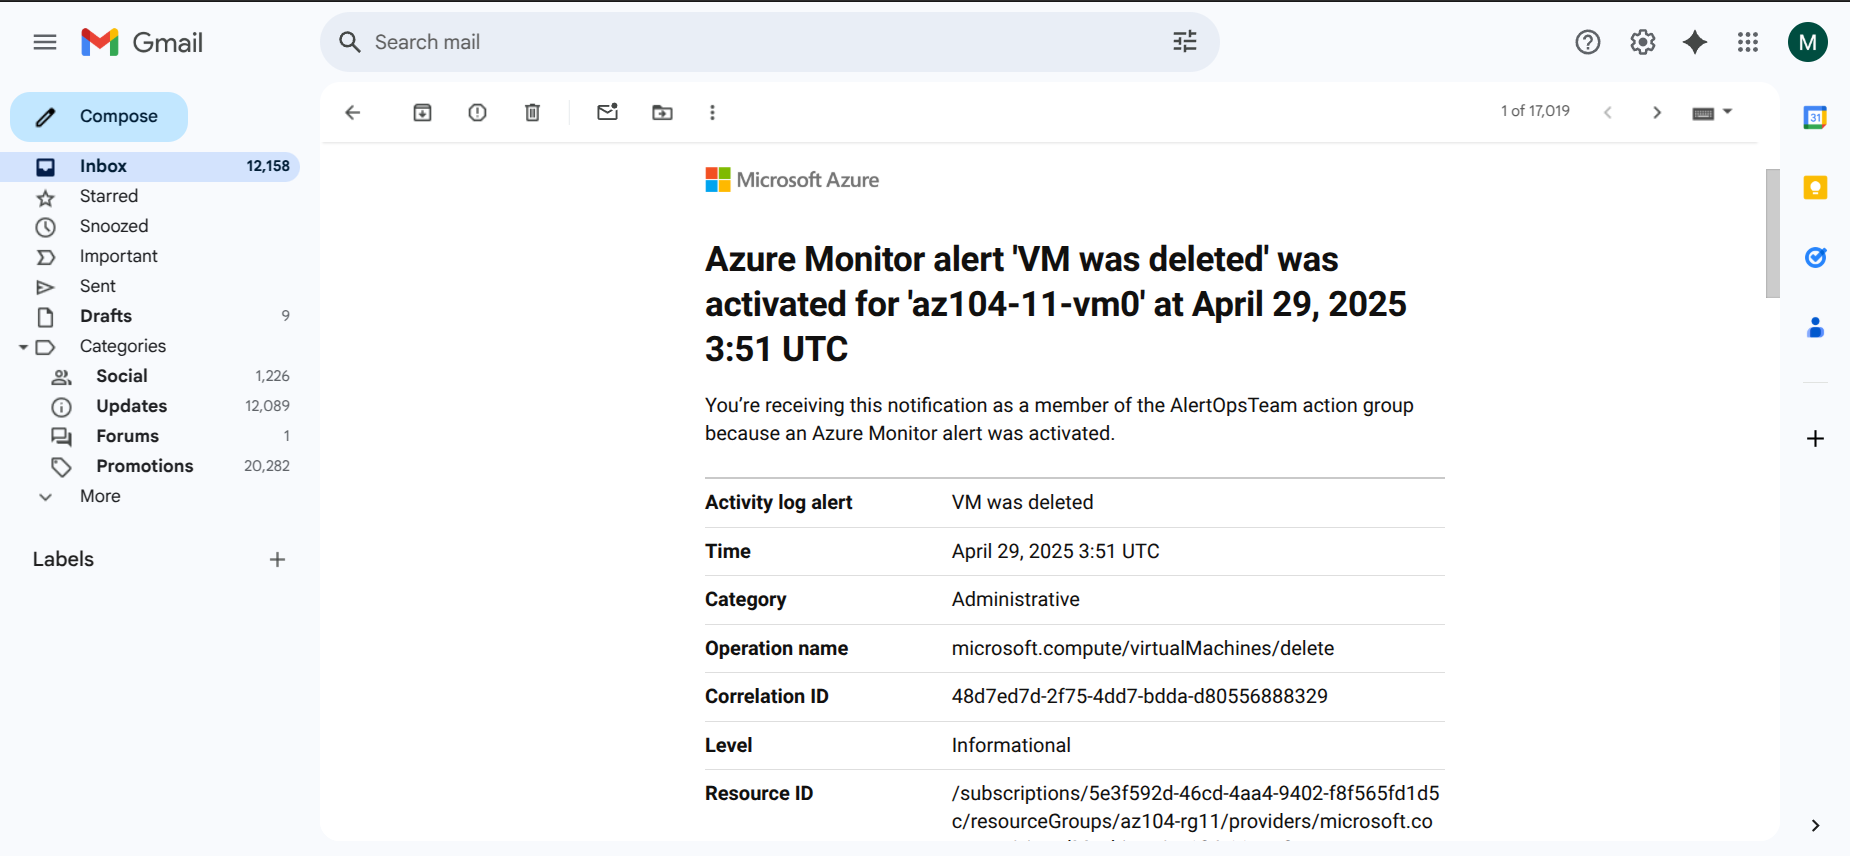 Gmail
Search mail
M
Compose
1 of 17,019
31
Inbox 12,158
Starred
Snoozed
Important
Sent
Drafts 9
Categories
Social 1,226
Updates 12,089
Forums 1
Promotions 20,282
More
Labels
Microsoft Azure
Azure Monitor alert 'VM was deleted' was
activated for 'az104-11-vm0' at April 29, 2025
3:51 UTC
You’re receiving this notification as a member of the AlertOpsTeam action group
because an Azure Monitor alert was activated.
Activity log alert VM was deleted
Time April 29, 2025 3:51 UTC
Category Administrative
Operation name microsoft.compute/virtualMachines/delete
Correlation ID 48d7ed7d-2f75-4dd7-bdda-d80556888329
Level Informational
Resource ID /subscriptions/5e3f592d-46cd-4aa4-9402-f8f565fd1d5
c/resourceGroups/az104-rg11/providers/microsoft.co